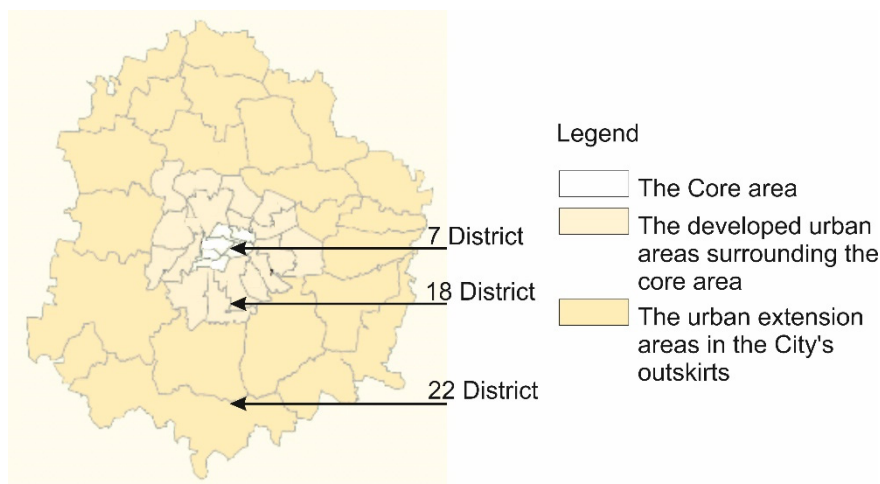 7 District
18 District
22 District
Legend
The Core area
The developed urban
areas surrounding the
core area
The urban extension
areas in the City's
outskirts